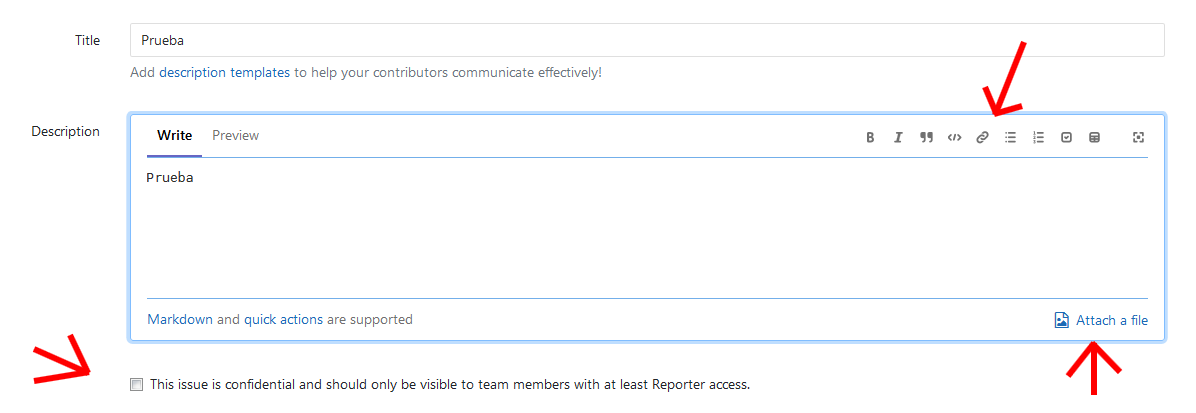 Title
Prueba
Add description templates to help your contributors communicate effectively!
Description
Write Preview
Prueba
Markdown and quick actions are supported
Attach a file
This issue is confidential and should only be visible to team members with at least Reporter access.